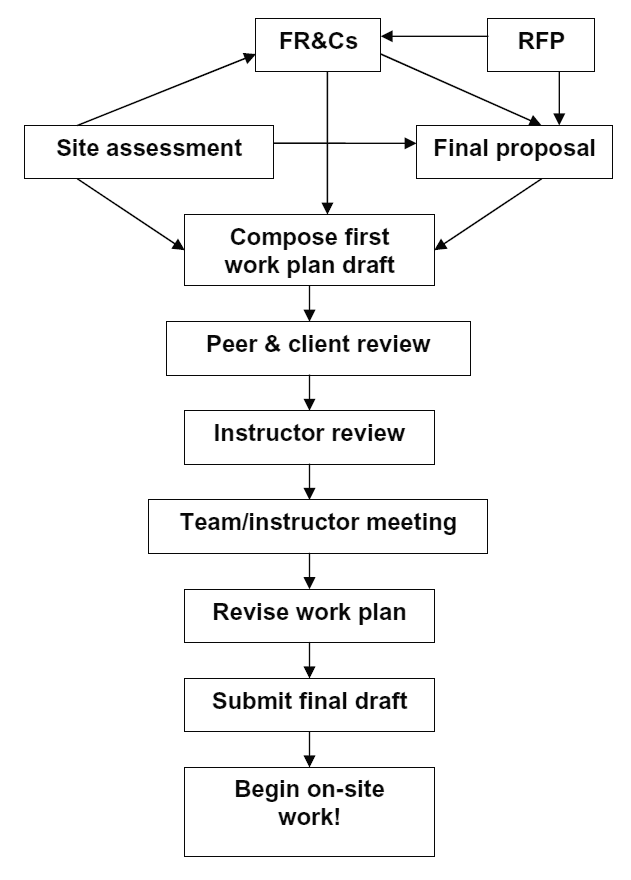 FR&Cs
RFP
Site assessment
Final proposal
Compose first
work plan draft
Peer & client review
Instructor review
Team/instructor meeting
Revise work plan
Submit final draft
Begin on-site
work!